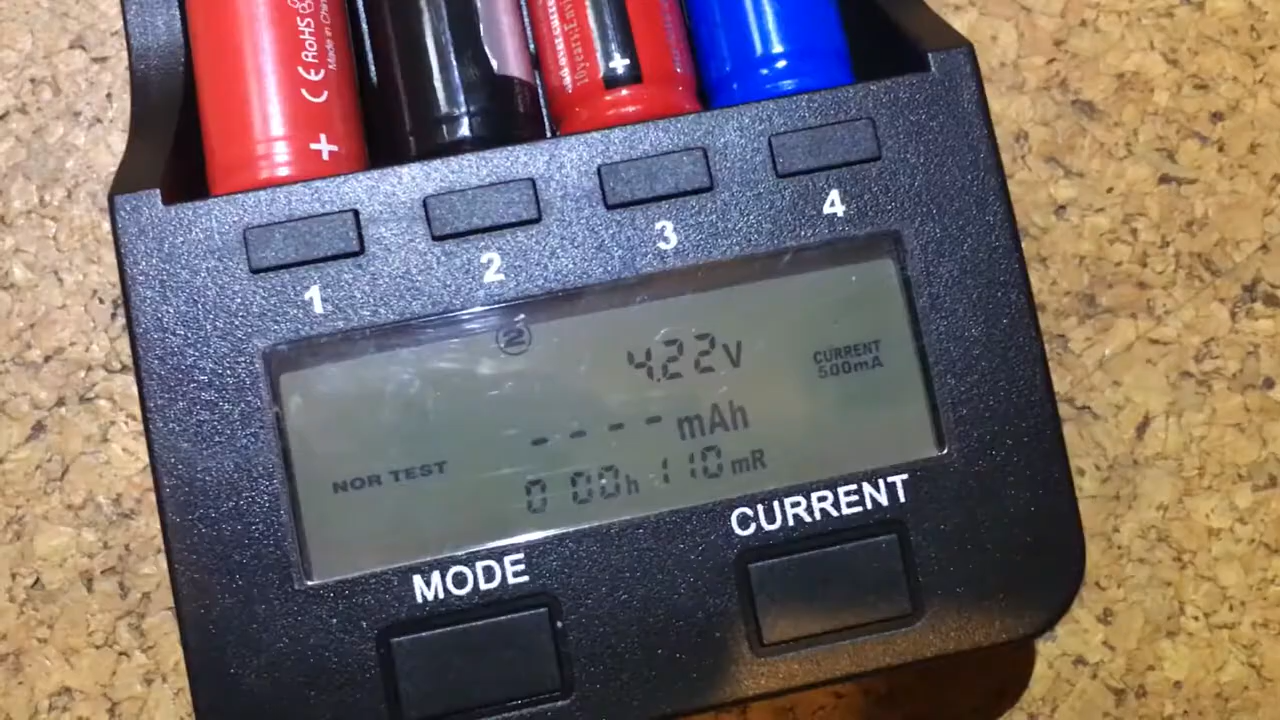 CE RoHS
Made in China
+
+
1
2
3
4
2
4.22V
CURRENT
500mA
- - - - mAh
NOR TEST
0 00h 110mR
MODE
CURRENT